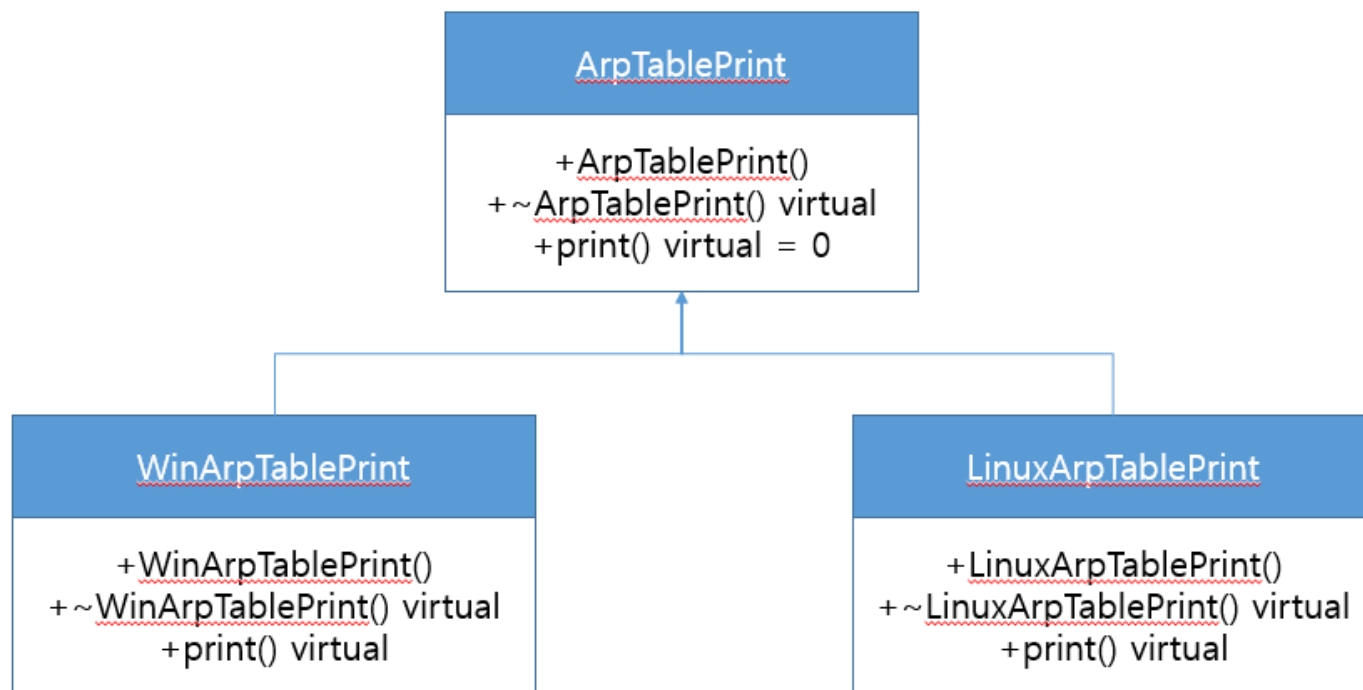 ArpTablePrint
+ArpTablePrint()
+~ArpTablePrint() virtual
+print() virtual = 0
WinArpTablePrint
+WinArpTablePrint()
+~WinArpTablePrint() virtual
+print() virtual
LinuxArpTablePrint
+LinuxArpTablePrint()
+~LinuxArpTablePrint() virtual
+print() virtual